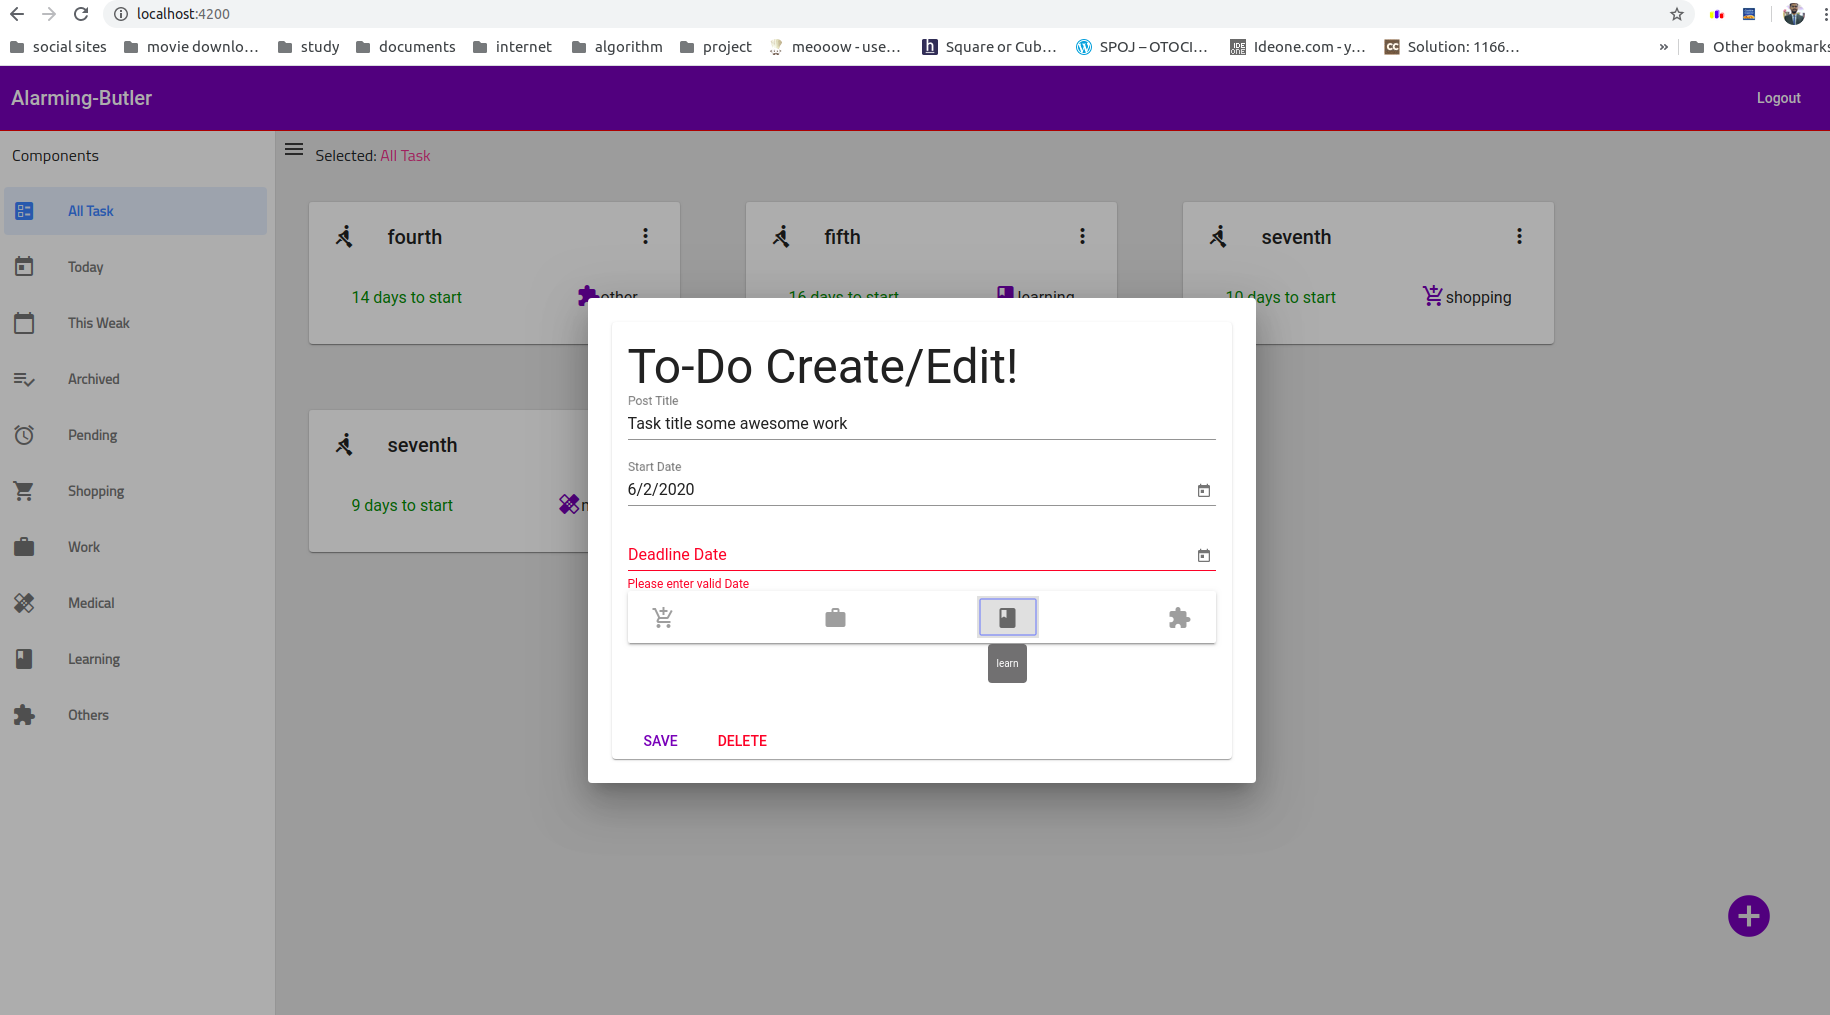 localhost:4200
social sites movie downlo... study documents internet algorithm project meooow - use... Square or Cub... SPOJ – OTOCI... Ideone.com - y... Solution: 1166... » Other bookmarks
Alarming-Butler Logout
Components
All Task
Today
This Weak
Archived
Pending
Shopping
Work
Medical
Learning
Others
Selected: All Task
fourth
14 days to start other
fifth
16 days to start learning
seventh
10 days to start shopping
seventh
9 days to start
To-Do Create/Edit!
Post Title
Task title some awesome work
Start Date
6/2/2020
Deadline Date
Please enter valid Date
learn
SAVE DELETE